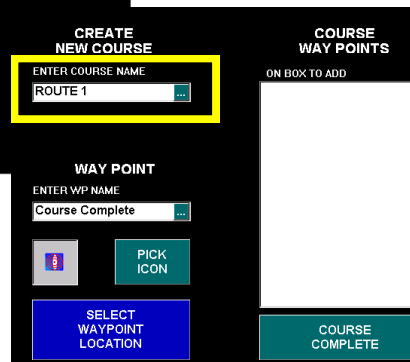 CREATE
NEW COURSE
ENTER COURSE NAME
ROUTE 1
...
WAY POINT
ENTER WP NAME
Course Complete
...
PICK
ICON
SELECT
WAYPOINT
LOCATION
COURSE
WAY POINTS
ON BOX TO ADD
COURSE
COMPLETE